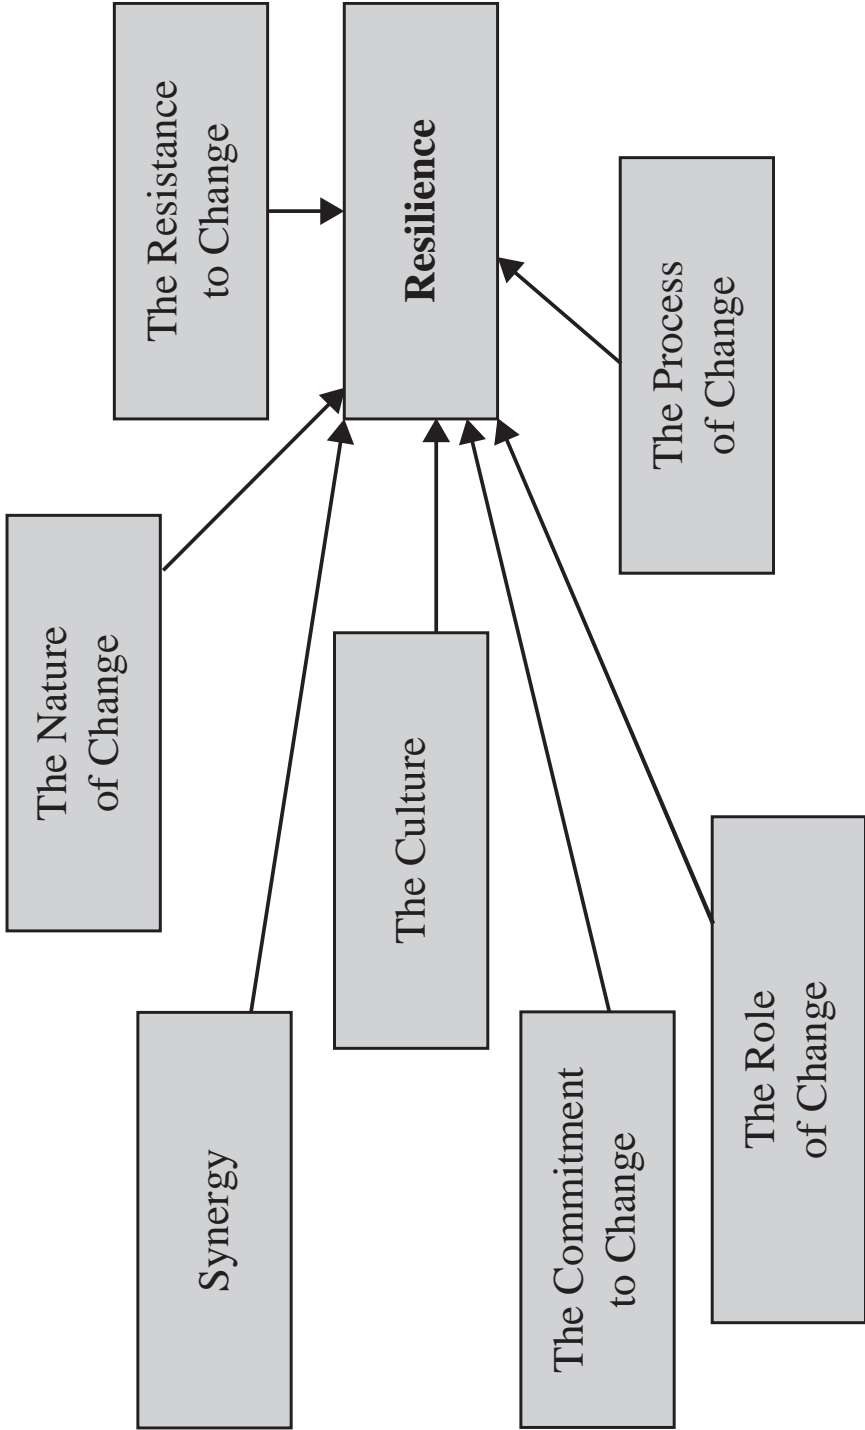 The Nature
of Change
Synergy
The Resistance
to Change
The Culture
Resilience
The Commitment
to Change
The Process
of Change
The Role
of Change